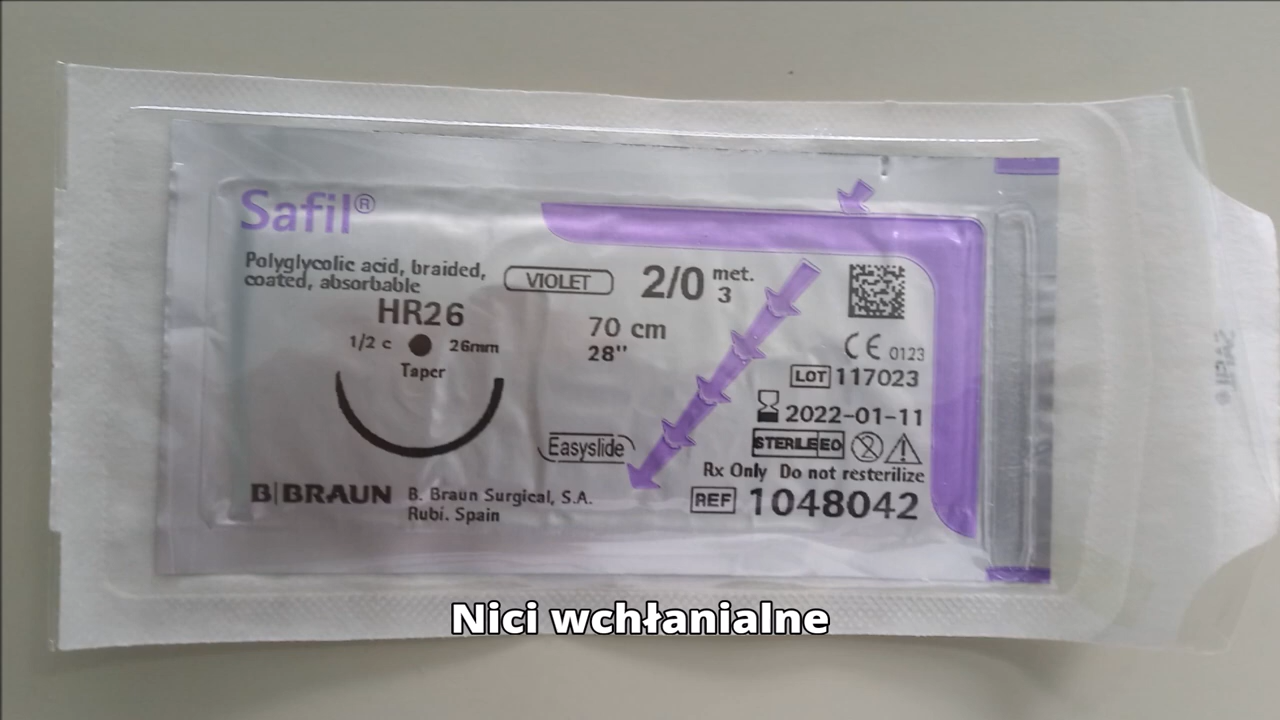 Safil®
Polyglycolic acid, braided,
coated, absorbable
VIOLET
2/0 met. 3
HR26
1/2 c 26mm
Taper
70 cm
28"
CE 0123
LOT 117023
2022-01-11
Easyslide
STERILE EO
Rx Only Do not resterilize
B|BRAUN B. Braun Surgical, S.A.
Rubí. Spain
REF 1048042
SAFIL®
Nici wchłanialne